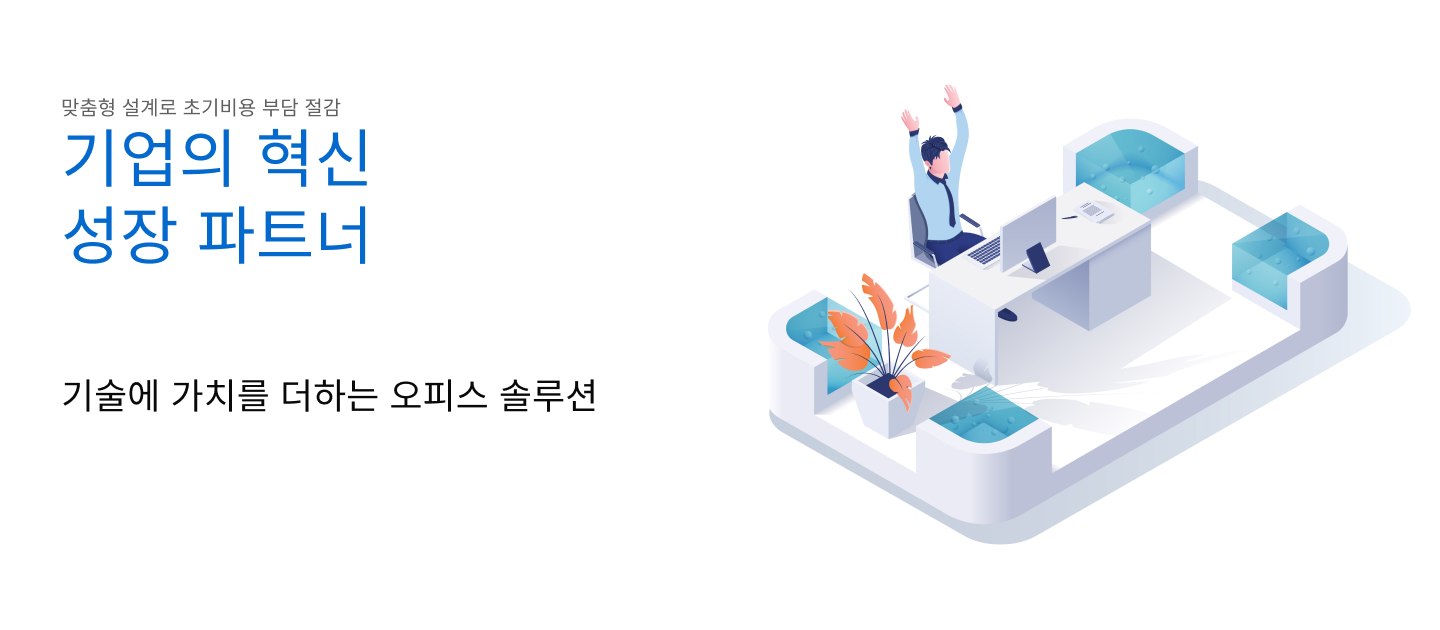 맞춤형 설계로 초기비용 부담 절감
기업의 혁신
성장 파트너
기술에 가치를 더하는 오피스 솔루션